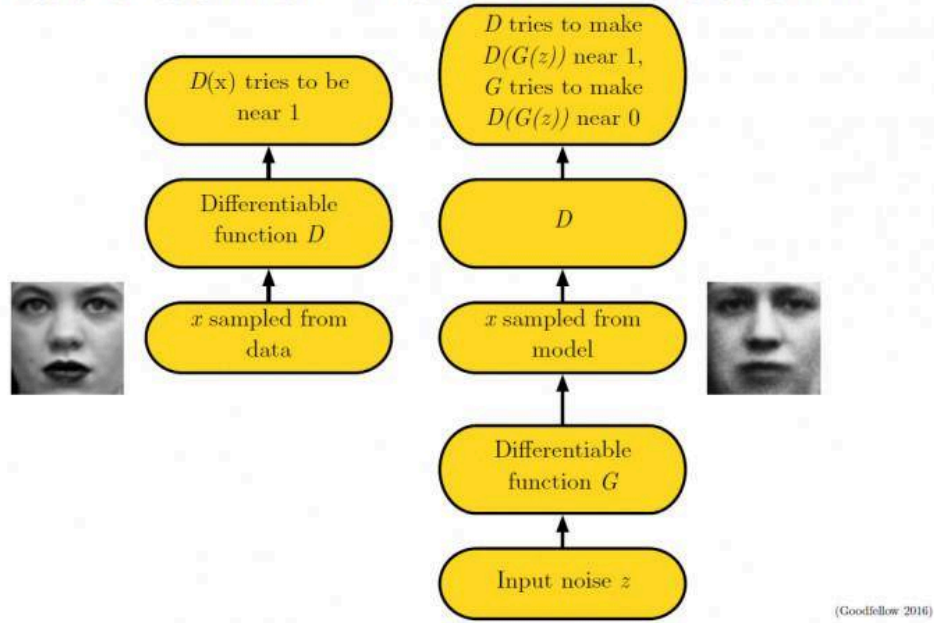 D(x) tries to be
near 1
Differentiable
function D
x sampled from
data
D tries to make
D(G(z)) near 1,
G tries to make
D(G(z)) near 0
D
x sampled from
model
Differentiable
function G
Input noise z
(Goodfellow 2016)